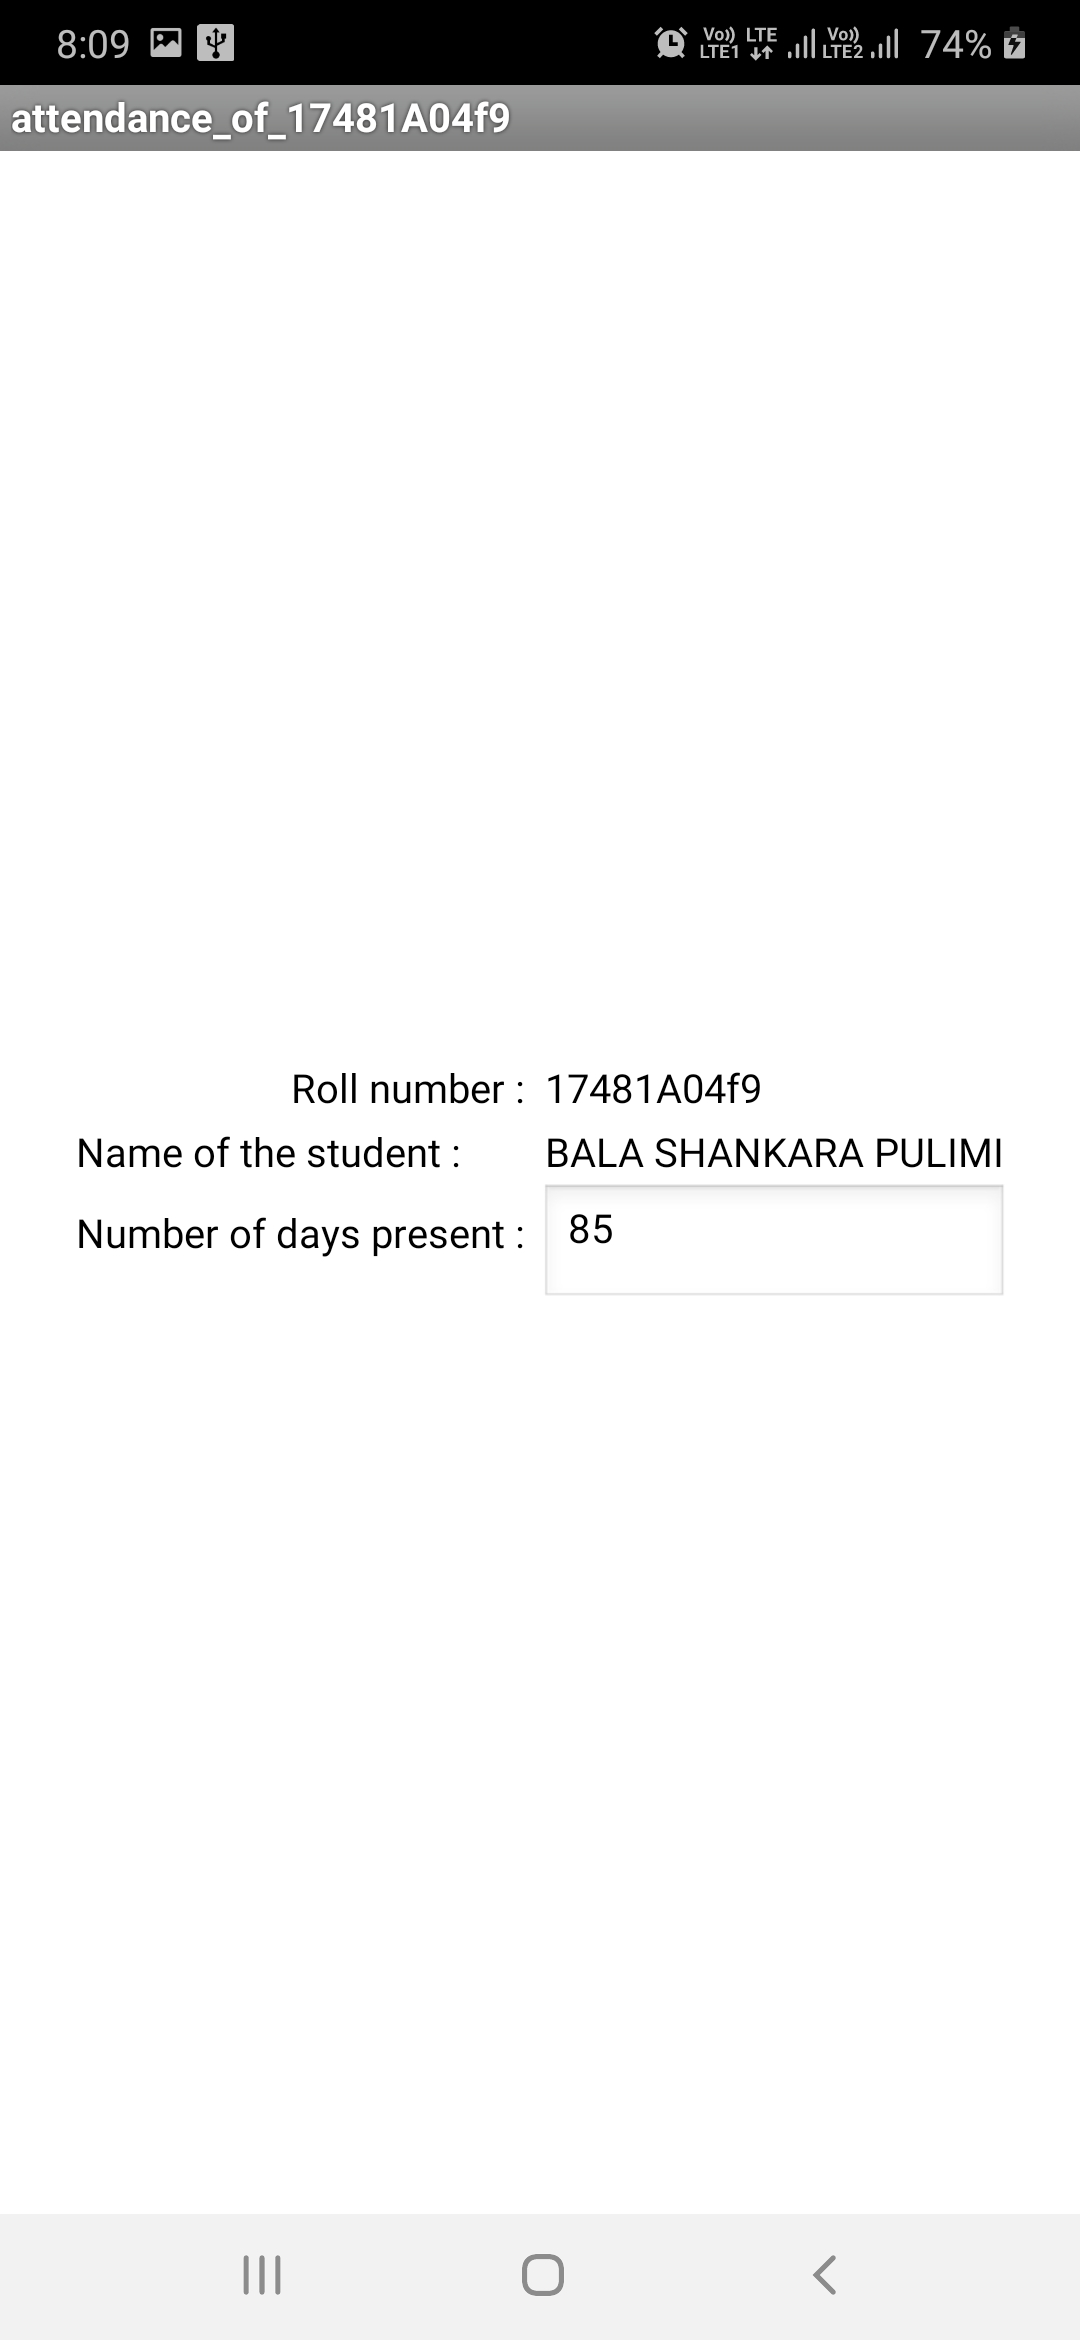 8:09 Vo)) LTE1 LTE Vo)) LTE2 74%
attendance_of_17481A04f9
Roll number : 17481A04f9
Name of the student : BALA SHANKARA PULIMI
Number of days present : 85